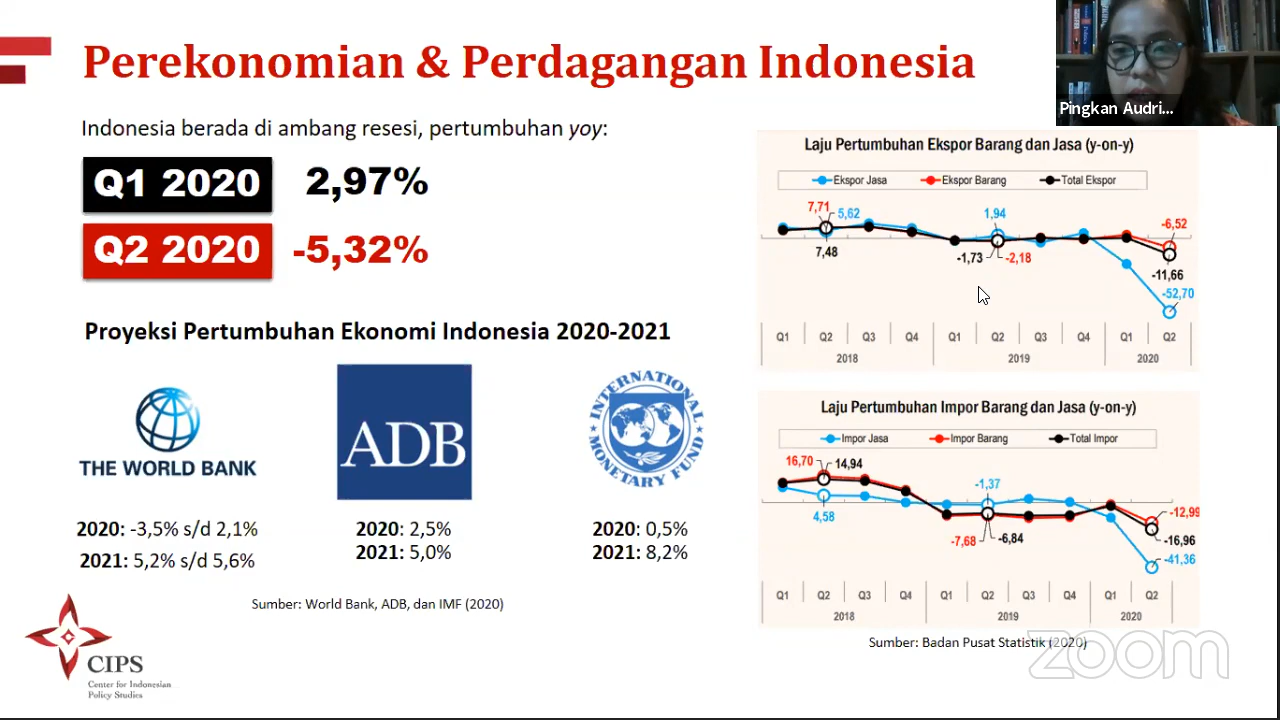 Perekonomian & Perdagangan Indonesia
Pingkan Audri...
Indonesia berada di ambang resesi, pertumbuhan yoy:
Q1 2020 2,97%
Q2 2020 -5,32%
Proyeksi Pertumbuhan Ekonomi Indonesia 2020-2021
THE WORLD BANK
ADB
INTERNATIONAL MONETARY FUND
2020: -3,5% s/d 2,1%
2021: 5,2% s/d 5,6%
2020: 2,5%
2021: 5,0%
2020: 0,5%
2021: 8,2%
Sumber: World Bank, ADB, dan IMF (2020)
CIPS
Center for Indonesian
Policy Studies
Laju Pertumbuhan Ekspor Barang dan Jasa (y-on-y)
Ekspor Jasa Ekspor Barang Total Ekspor
7,71 5,62 1,94 -6,52
7,48 -1,73 -2,18 -11,66
-52,70
Q1 Q2 Q3 Q4 Q1 Q2 Q3 Q4 Q1 Q2
2018 2019 2020
Laju Pertumbuhan Impor Barang dan Jasa (y-on-y)
Impor Jasa Impor Barang Total Impor
16,70 14,94 -1,37 -12,99
4,58 -7,68 -6,84 -16,96
-41,36
Q1 Q2 Q3 Q4 Q1 Q2 Q3 Q4 Q1 Q2
2018 2019 2020
Sumber: Badan Pusat Statistik (2020)
zoom